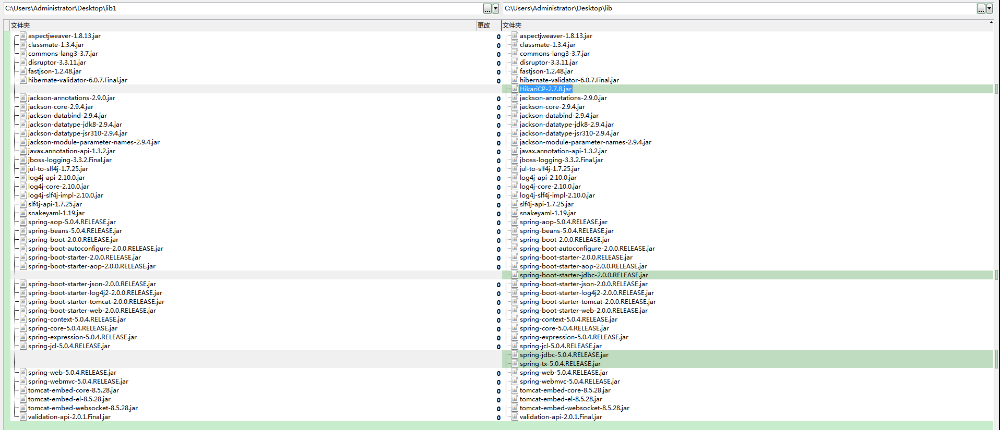 C:\Users\Administrator\Desktop\lib1 ... C:\Users\Administrator\Desktop\lib ...
文件夹 更改 文件夹
aspectjweaver-1.8.13.jar 0 aspectjweaver-1.8.13.jar
classmate-1.3.4.jar 0 classmate-1.3.4.jar
commons-lang3-3.7.jar 0 commons-lang3-3.7.jar
disruptor-3.3.11.jar 0 disruptor-3.3.11.jar
fastjson-1.2.48.jar 0 fastjson-1.2.48.jar
hibernate-validator-6.0.7.Final.jar 0 hibernate-validator-6.0.7.Final.jar
HikariCP-2.7.8.jar
jackson-annotations-2.9.0.jar 0 jackson-annotations-2.9.0.jar
jackson-core-2.9.4.jar 0 jackson-core-2.9.4.jar
jackson-databind-2.9.4.jar 0 jackson-databind-2.9.4.jar
jackson-datatype-jdk8-2.9.4.jar 0 jackson-datatype-jdk8-2.9.4.jar
jackson-datatype-jsr310-2.9.4.jar 0 jackson-datatype-jsr310-2.9.4.jar
jackson-module-parameter-names-2.9.4.jar 0 jackson-module-parameter-names-2.9.4.jar
javax.annotation-api-1.3.2.jar 0 javax.annotation-api-1.3.2.jar
jboss-logging-3.3.2.Final.jar 0 jboss-logging-3.3.2.Final.jar
jul-to-slf4j-1.7.25.jar 0 jul-to-slf4j-1.7.25.jar
log4j-api-2.10.0.jar 0 log4j-api-2.10.0.jar
log4j-core-2.10.0.jar 0 log4j-core-2.10.0.jar
log4j-slf4j-impl-2.10.0.jar 0 log4j-slf4j-impl-2.10.0.jar
slf4j-api-1.7.25.jar 0 slf4j-api-1.7.25.jar
snakeyaml-1.19.jar 0 snakeyaml-1.19.jar
spring-aop-5.0.4.RELEASE.jar 0 spring-aop-5.0.4.RELEASE.jar
spring-beans-5.0.4.RELEASE.jar 0 spring-beans-5.0.4.RELEASE.jar
spring-boot-2.0.0.RELEASE.jar 0 spring-boot-2.0.0.RELEASE.jar
spring-boot-autoconfigure-2.0.0.RELEASE.jar 0 spring-boot-autoconfigure-2.0.0.RELEASE.jar
spring-boot-starter-2.0.0.RELEASE.jar 0 spring-boot-starter-2.0.0.RELEASE.jar
spring-boot-starter-aop-2.0.0.RELEASE.jar 0 spring-boot-starter-aop-2.0.0.RELEASE.jar
spring-boot-starter-jdbc-2.0.0.RELEASE.jar
spring-boot-starter-json-2.0.0.RELEASE.jar 0 spring-boot-starter-json-2.0.0.RELEASE.jar
spring-boot-starter-log4j2-2.0.0.RELEASE.jar 0 spring-boot-starter-log4j2-2.0.0.RELEASE.jar
spring-boot-starter-tomcat-2.0.0.RELEASE.jar 0 spring-boot-starter-tomcat-2.0.0.RELEASE.jar
spring-boot-starter-web-2.0.0.RELEASE.jar 0 spring-boot-starter-web-2.0.0.RELEASE.jar
spring-context-5.0.4.RELEASE.jar 0 spring-context-5.0.4.RELEASE.jar
spring-core-5.0.4.RELEASE.jar 0 spring-core-5.0.4.RELEASE.jar
spring-expression-5.0.4.RELEASE.jar 0 spring-expression-5.0.4.RELEASE.jar
spring-jcl-5.0.4.RELEASE.jar 0 spring-jcl-5.0.4.RELEASE.jar
spring-jdbc-5.0.4.RELEASE.jar
spring-tx-5.0.4.RELEASE.jar
spring-web-5.0.4.RELEASE.jar 0 spring-web-5.0.4.RELEASE.jar
spring-webmvc-5.0.4.RELEASE.jar 0 spring-webmvc-5.0.4.RELEASE.jar
tomcat-embed-core-8.5.28.jar 0 tomcat-embed-core-8.5.28.jar
tomcat-embed-el-8.5.28.jar 0 tomcat-embed-el-8.5.28.jar
tomcat-embed-websocket-8.5.28.jar 0 tomcat-embed-websocket-8.5.28.jar
validation-api-2.0.1.Final.jar 0 validation-api-2.0.1.Final.jar